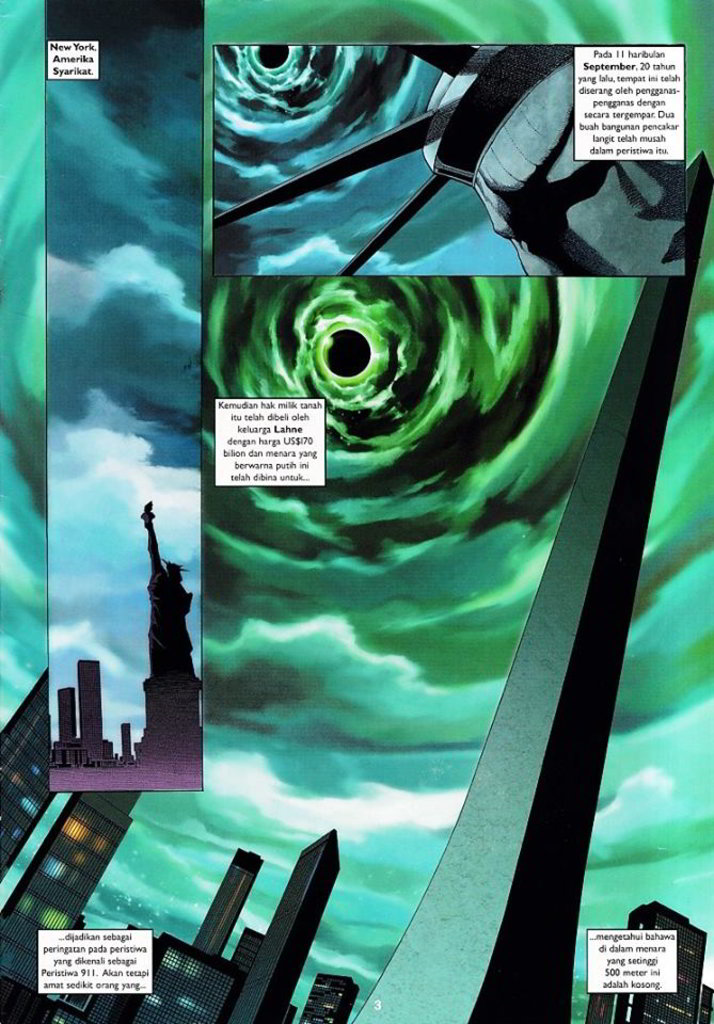 New York,
Amerika
Syarikat.
Pada 11 haribulan
September, 20 tahun
yang lalu, tempat ini telah
diserang oleh pengganas-
pengganas dengan
secara tergempar. Dua
buah bangunan pencakar
langit telah musah
dalam peristiwa itu.
Kemudian hak milik tanah
itu telah dibeli oleh
keluarga Lahne
dengan harga US$170
bilion dan menara yang
berwarna putih ini
telah dibina untuk...
...dijadikan sebagai
peringatan pada peristiwa
yang dikenali sebagai
Peristiwa 911. Akan tetapi
amat sedikit orang yang...
...mengetahui bahawa
di dalam menara
yang setinggi
500 meter ini
adalah kosong.
3